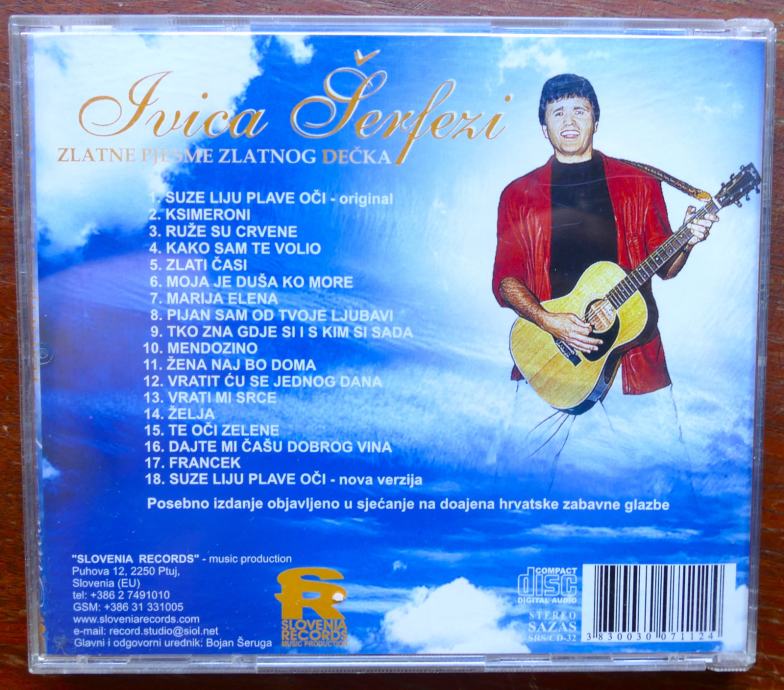 Ivica Šerfezi
ZLATNE PJESME ZLATNOG DEČKA
1. SUZE LIJU PLAVE OČI - original
2. KSIMERONI
3. RUŽE SU CRVENE
4. KAKO SAM TE VOLIO
5. ZLATI ČASI
6. MOJA JE DUŠA KO MORE
7. MARIJA ELENA
8. PIJAN SAM OD TVOJE LJUBAVI
9. TKO ZNA GDJE SI I S KIM SI SADA
10. MENDOZINO
11. ŽENA NAJ BO DOMA
12. VRATIT ĆU SE JEDNOG DANA
13. VRATI MI SRCE
14. ŽELJA
15. TE OČI ZELENE
16. DAJTE MI ČAŠU DOBROG VINA
17. FRANCEK
18. SUZE LIJU PLAVE OČI - nova verzija
Posebno izdanje objavljeno u sjećanje na doajena hrvatske zabavne glazbe
"SLOVENIA RECORDS" - music production
Puhova 12, 2250 Ptuj,
Slovenia (EU)
tel: +386 2 7491010
GSM: +386 31 331005
www.sloveniarecords.com
e-mail: record.studio@siol.net
Glavni i odgovorni urednik: Bojan Šeruga
SR
SLOVENIA
RECORDS
MUSIC PRODUCTION
COMPACT
disc
DIGITAL AUDIO
STEREO
SAZAS
SRS/CD-32
3 830030 071124